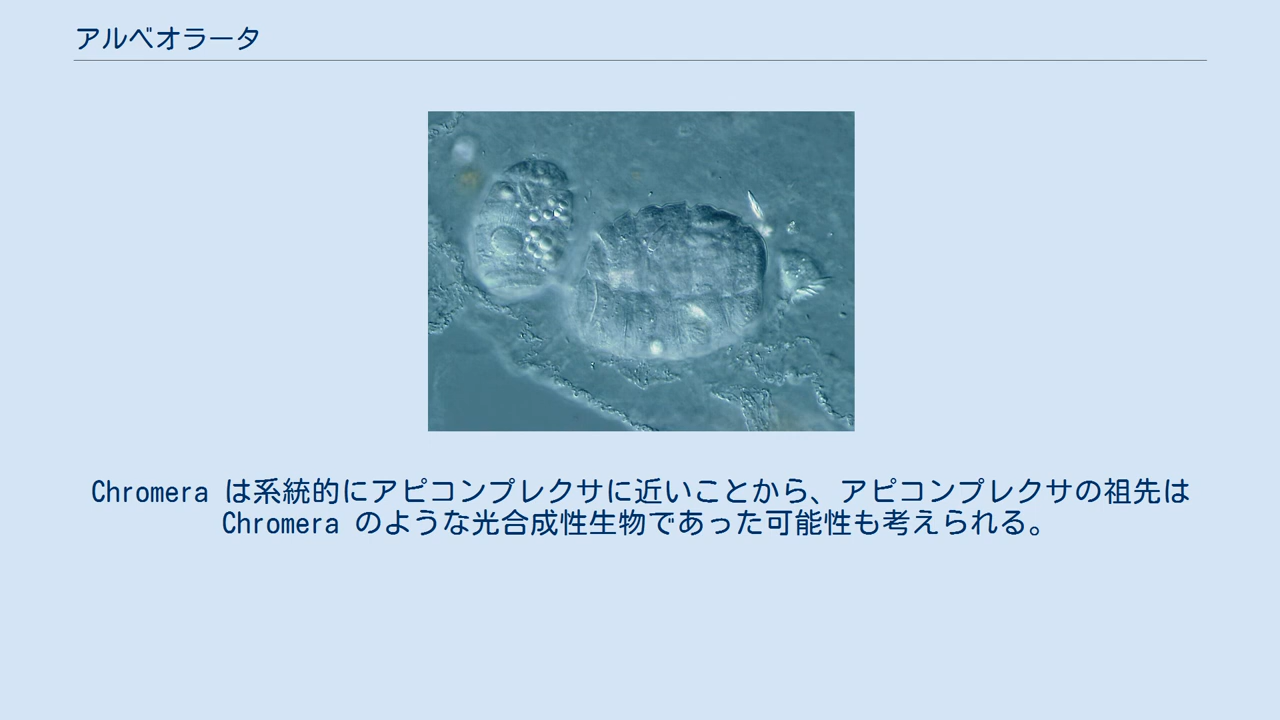 アルベオラータ
Chromera は系統的にアピコンプレクサに近いことから、アピコンプレクサの祖先は
Chromera のような光合成性生物であった可能性も考えられる。